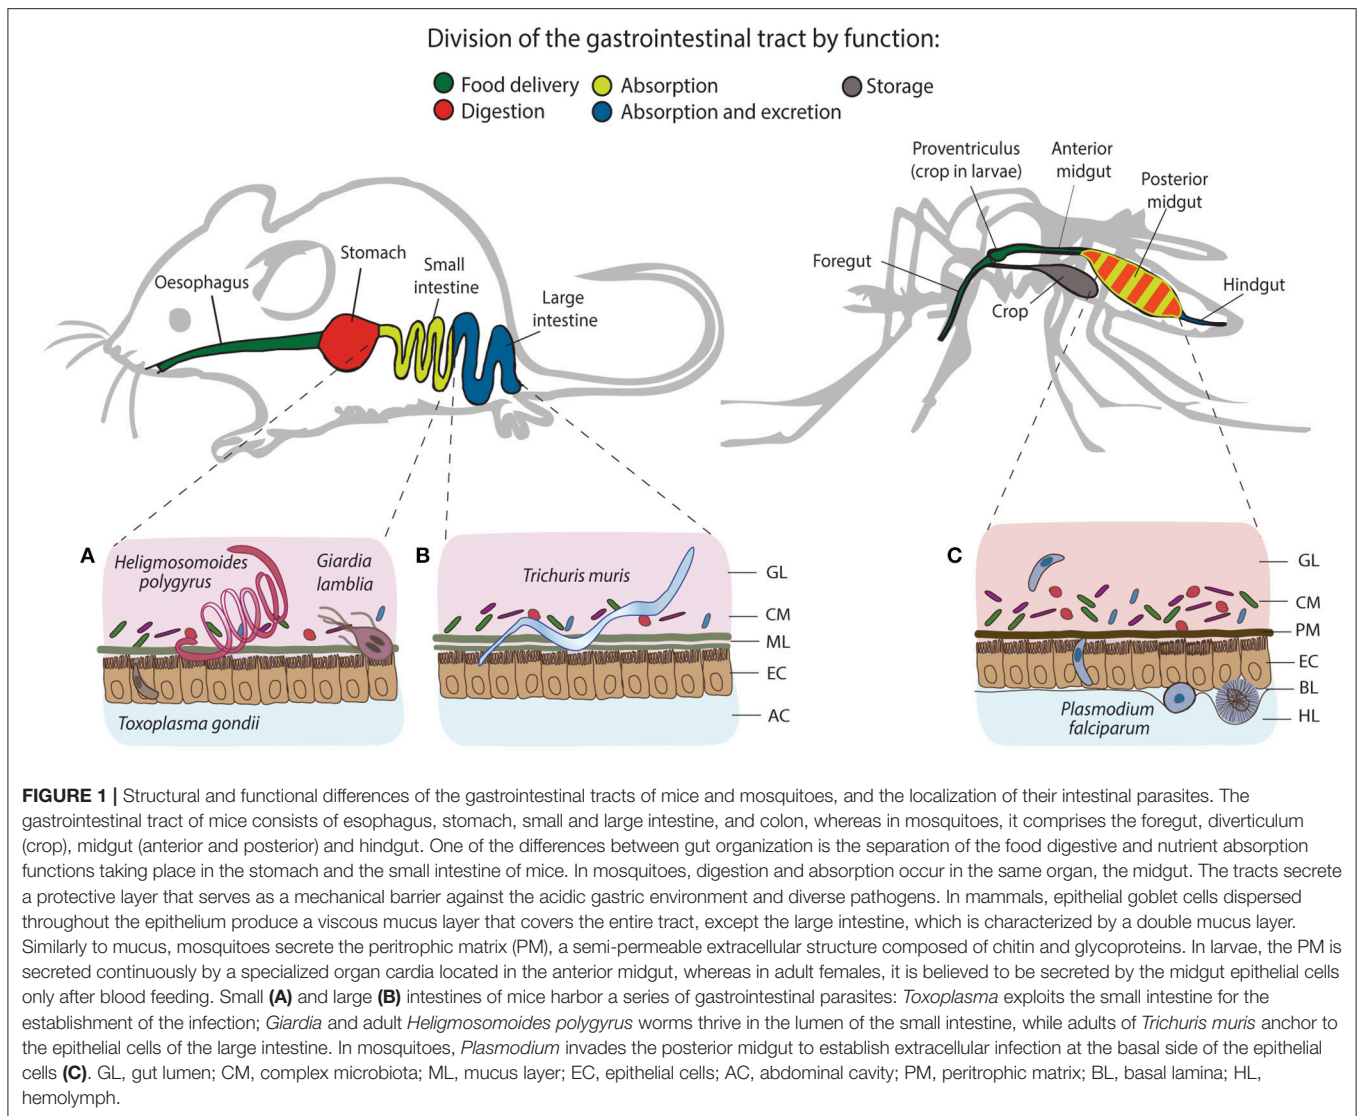 Division of the gastrointestinal tract by function:
Food delivery
Absorption
Storage
Digestion
Absorption and excretion
Oesophagus
Stomach
Small
intestine
Large
intestine
Proventriculus
(crop in larvae)
Anterior
midgut
Posterior
midgut
Foregut
Crop
Hindgut
A
Heligmosomoides
polygyrus
Giardia
lamblia
Toxoplasma gondii
B
Trichuris muris
GL
CM
ML
EC
AC
C
GL
CM
PM
EC
BL
HL
Plasmodium
falciparum
FIGURE 1 | Structural and functional differences of the gastrointestinal tracts of mice and mosquitoes, and the localization of their intestinal parasites. The
gastrointestinal tract of mice consists of esophagus, stomach, small and large intestine, and colon, whereas in mosquitoes, it comprises the foregut, diverticulum
(crop), midgut (anterior and posterior) and hindgut. One of the differences between gut organization is the separation of the food digestive and nutrient absorption
functions taking place in the stomach and the small intestine of mice. In mosquitoes, digestion and absorption occur in the same organ, the midgut. The tracts secrete
a protective layer that serves as a mechanical barrier against the acidic gastric environment and diverse pathogens. In mammals, epithelial goblet cells dispersed
throughout the epithelium produce a viscous mucus layer that covers the entire tract, except the large intestine, which is characterized by a double mucus layer.
Similarly to mucus, mosquitoes secrete the peritrophic matrix (PM), a semi-permeable extracellular structure composed of chitin and glycoproteins. In larvae, the PM is
secreted continuously by a specialized organ cardia located in the anterior midgut, whereas in adult females, it is believed to be secreted by the midgut epithelial cells
only after blood feeding. Small (A) and large (B) intestines of mice harbor a series of gastrointestinal parasites: Toxoplasma exploits the small intestine for the
establishment of the infection; Giardia and adult Heligmosomoides polygyrus worms thrive in the lumen of the small intestine, while adults of Trichuris muris anchor to
the epithelial cells of the large intestine. In mosquitoes, Plasmodium invades the posterior midgut to establish extracellular infection at the basal side of the epithelial
cells (C). GL, gut lumen; CM, complex microbiota; ML, mucus layer; EC, epithelial cells; AC, abdominal cavity; PM, peritrophic matrix; BL, basal lamina; HL,
hemolymph.